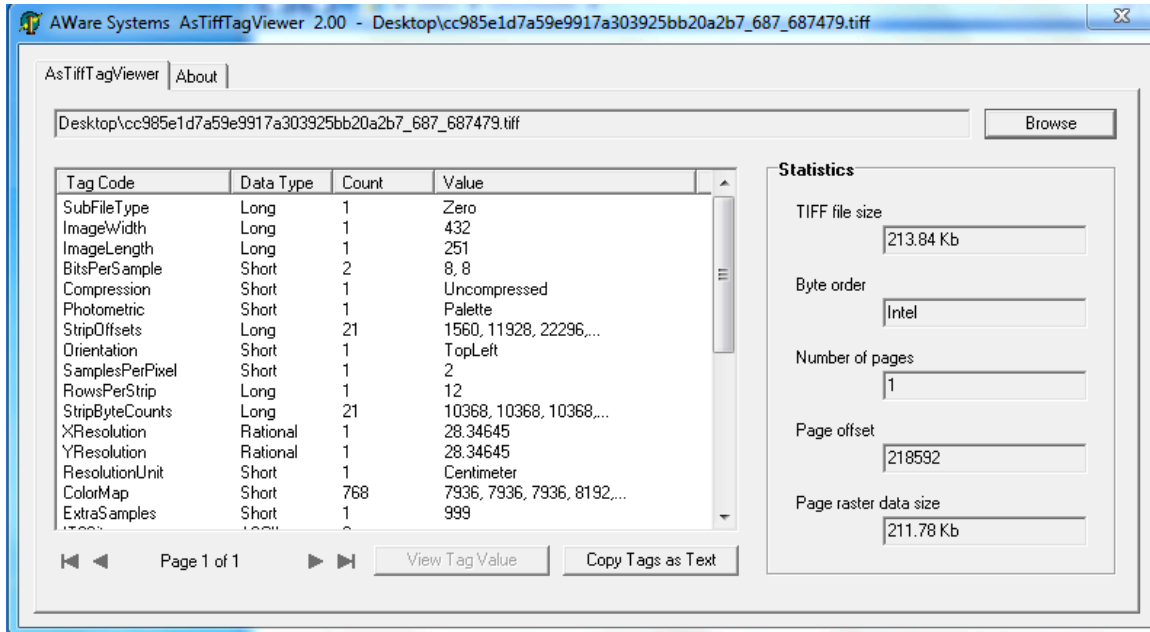 AWare Systems AsTiffTagViewer 2.00 - Desktop\cc985e1d7a59e9917a303925bb20a2b7_687_687479.tiff
AsTiffTagViewer About
Desktop\cc985e1d7a59e9917a303925bb20a2b7_687_687479.tiff Browse
Tag Code Data Type Count Value
SubFileType Long 1 Zero
ImageWidth Long 1 432
ImageLength Long 1 251
BitsPerSample Short 2 8, 8
Compression Short 1 Uncompressed
Photometric Short 1 Palette
StripOffsets Long 21 1560, 11928, 22296,...
Orientation Short 1 TopLeft
SamplesPerPixel Short 1 2
RowsPerStrip Long 1 12
StripByteCounts Long 21 10368, 10368, 10368,...
XResolution Rational 1 28.34645
YResolution Rational 1 28.34645
ResolutionUnit Short 1 Centimeter
ColorMap Short 768 7936, 7936, 7936, 8192,...
ExtraSamples Short 1 999
Page 1 of 1 View Tag Value Copy Tags as Text
Statistics
TIFF file size
213.84 Kb
Byte order
Intel
Number of pages
1
Page offset
218592
Page raster data size
211.78 Kb